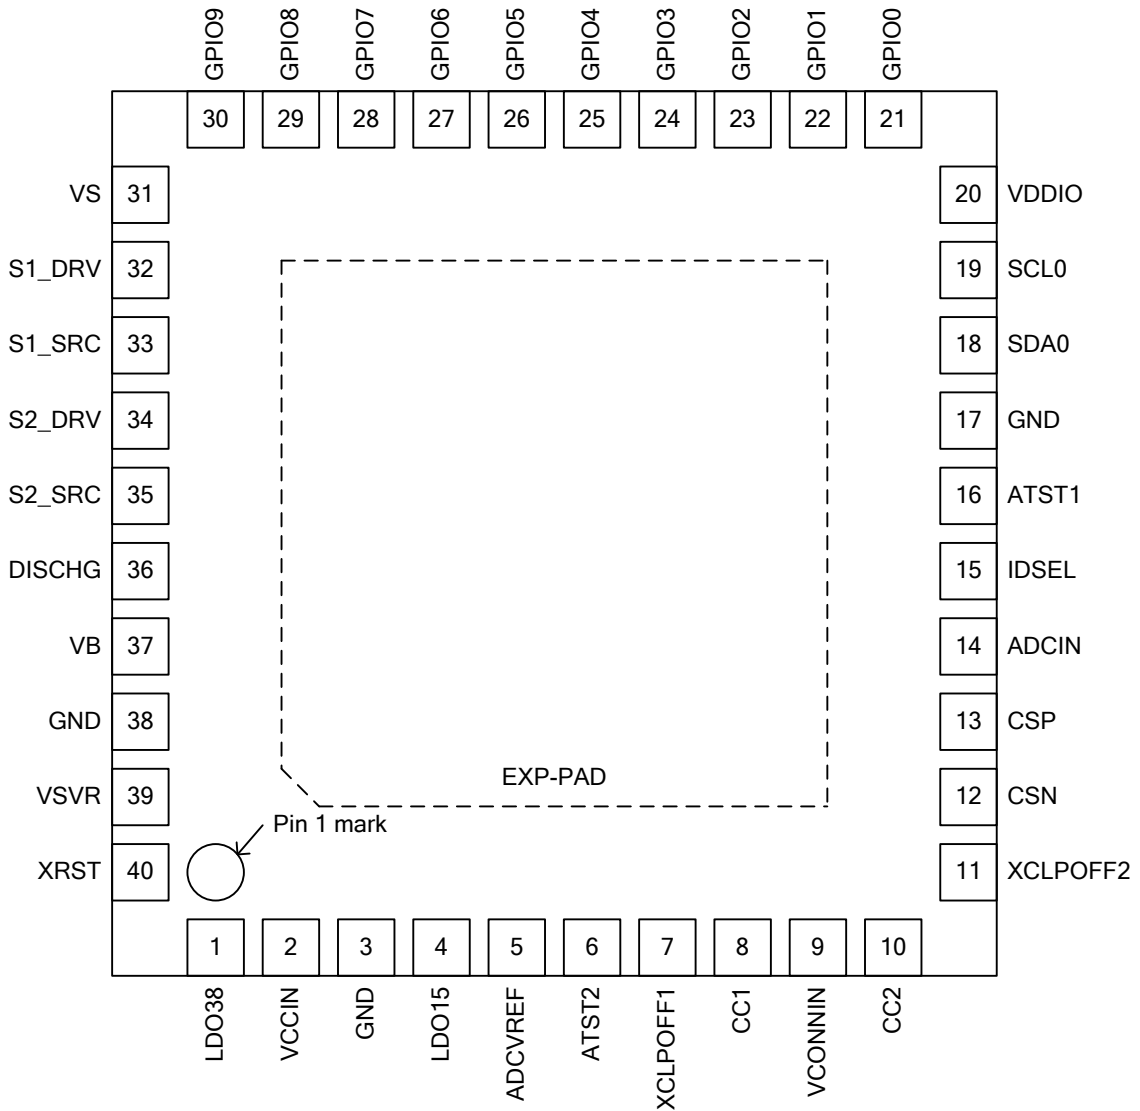 GPIO9 GPIO8 GPIO7 GPIO6 GPIO5 GPIO4 GPIO3 GPIO2 GPIO1 GPIO0
30 29 28 27 26 25 24 23 22 21
VS 31 20 VDDIO
S1_DRV 32 19 SCL0
S1_SRC 33 18 SDA0
S2_DRV 34 17 GND
S2_SRC 35 16 ATST1
DISCHG 36 15 IDSEL
VB 37 14 ADCIN
GND 38 13 CSP
EXP-PAD
VSVR 39 12 CSN
Pin 1 mark
XRST 40 11 XCLPOFF2
1 2 3 4 5 6 7 8 9 10
LDO38 VCCIN GND LDO15 ADCVREF ATST2 XCLPOFF1 CC1 VCONNIN CC2